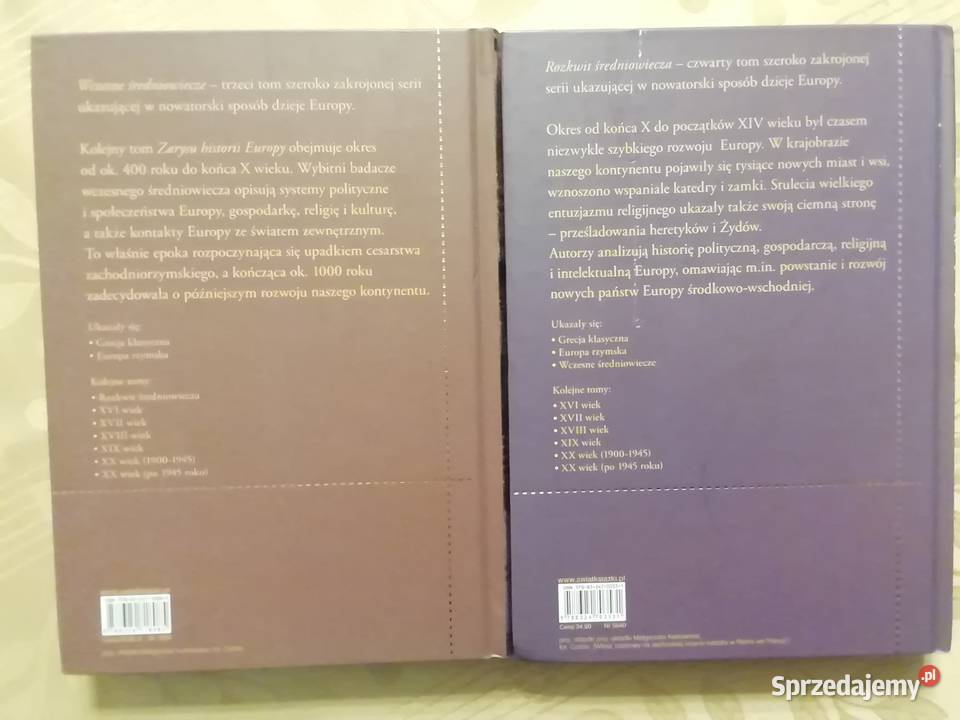 Wczesne średniowiecze – trzeci tom szeroko zakrojonej serii
ukazującej w nowatorski sposób dzieje Europy.
Kolejny tom Zarysu historii Europy obejmuje okres
od ok. 400 roku do końca X wieku. Wybitni badacze
wczesnego średniowiecza opisują systemy polityczne
i społeczeństwa Europy, gospodarkę, religię i kulturę,
a także kontakty Europy ze światem zewnętrznym.
To właśnie epoka rozpoczynająca się upadkiem cesarstwa
zachodniorzymskiego, a kończąca ok. 1000 roku
zadecydowała o późniejszym rozwoju naszego kontynentu.
Ukazały się:
• Grecja klasyczna
• Europa rzymska
Kolejne tomy:
• Rozkwit średniowiecza
• XVI wiek
• XVII wiek
• XVIII wiek
• XIX wiek
• XX wiek (1900-1945)
• XX wiek (po 1945 roku)
Rozkwit średniowiecza – czwarty tom szeroko zakrojonej
serii ukazującej w nowatorski sposób dzieje Europy.
Okres od końca X do początków XIV wieku był czasem
niezwykle szybkiego rozwoju Europy. W krajobrazie
naszego kontynentu pojawiły się tysiące nowych miast i wsi,
wznoszono wspaniałe katedry i zamki. Stulecia wielkiego
entuzjazmu religijnego ukazały także swoją ciemną stronę
– prześladowania heretyków i Żydów.
Autorzy analizują historię polityczną, gospodarczą, religijną
i intelektualną Europy, omawiając m.in. powstanie i rozwój
nowych państw Europy środkowo-wschodniej.
Ukazały się:
• Grecja klasyczna
• Europa rzymska
• Wczesne średniowiecze
Kolejne tomy:
• XVI wiek
• XVII wiek
• XVIII wiek
• XIX wiek
• XX wiek (1900-1945)
• XX wiek (po 1945 roku)
www.swiatksiazki.pl
Sprzedajemy.pl